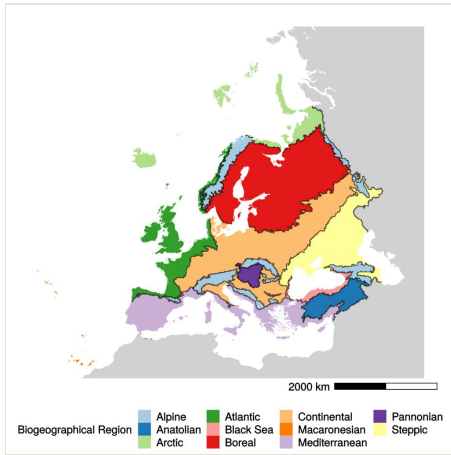 2000 km
Alpine Atlantic Continental Pannonian
Biogeographical Region Anatolian Black Sea Macaronesian Steppic
Arctic Boreal Mediterranean